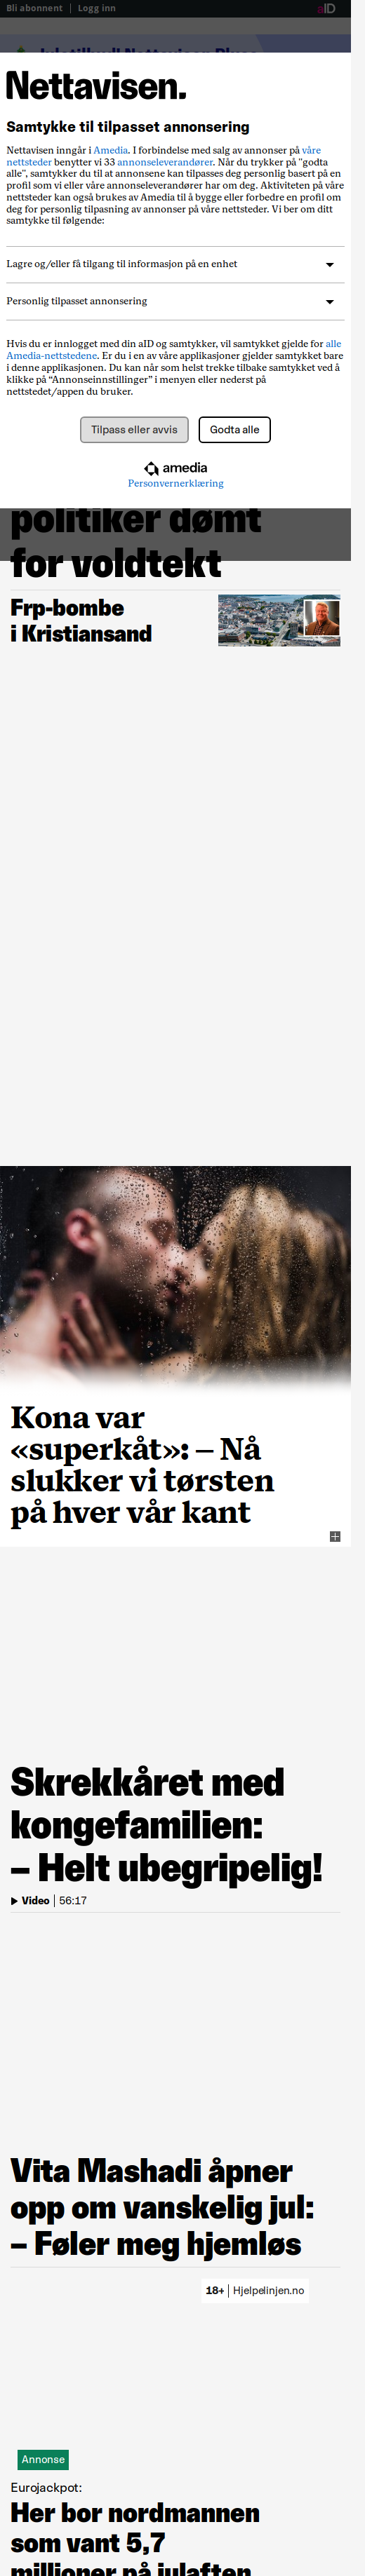 Bli abonnent | Logg inn
aID
Nettavisen.
Samtykke til tilpasset annonsering
Nettavisen inngår i Amedia. I forbindelse med salg av annonser på våre
nettsteder benytter vi 33 annonseleverandører. Når du trykker på "godta
alle", samtykker du til at annonsene kan tilpasses deg personlig basert på en
profil som vi eller våre annonseleverandører har om deg. Aktiviteten på våre
nettsteder kan også brukes av Amedia til å bygge eller forbedre en profil om
deg for personlig tilpasning av annonser på våre nettsteder. Vi ber om ditt
samtykke til følgende:
Lagre og/eller få tilgang til informasjon på en enhet
Personlig tilpasset annonsering
Hvis du er innlogget med din aID og samtykker, vil samtykket gjelde for alle
Amedia-nettstedene. Er du i en av våre applikasjoner gjelder samtykket bare
i denne applikasjonen. Du kan når som helst trekke tilbake samtykket ved å
klikke på “Annonseinnstillinger” i menyen eller nederst på
nettstedet/appen du bruker.
Tilpass eller avvis
Godta alle
amedia
Personvernerklæring
politiker dømt
for voldtekt
Frp-bombe
i Kristiansand
Kona var
«superkåt»: – Nå
slukker vi tørsten
på hver vår kant
Skrekkåret med
kongefamilien:
– Helt ubegripelig!
Video | 56:17
Vita Mashadi åpner
opp om vanskelig jul:
– Føler meg hjemløs
18+ | Hjelpelinjen.no
Annonse
Eurojackpot:
Her bor nordmannen
som vant 5,7
millioner på julaften